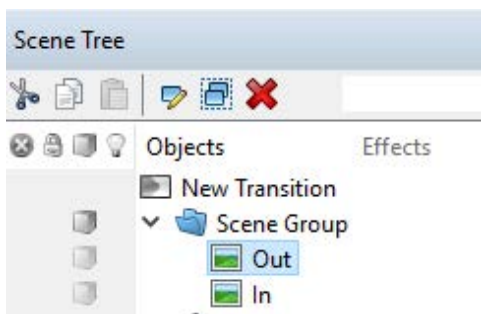 Scene Tree
Objects Effects
New Transition
Scene Group
Out
In